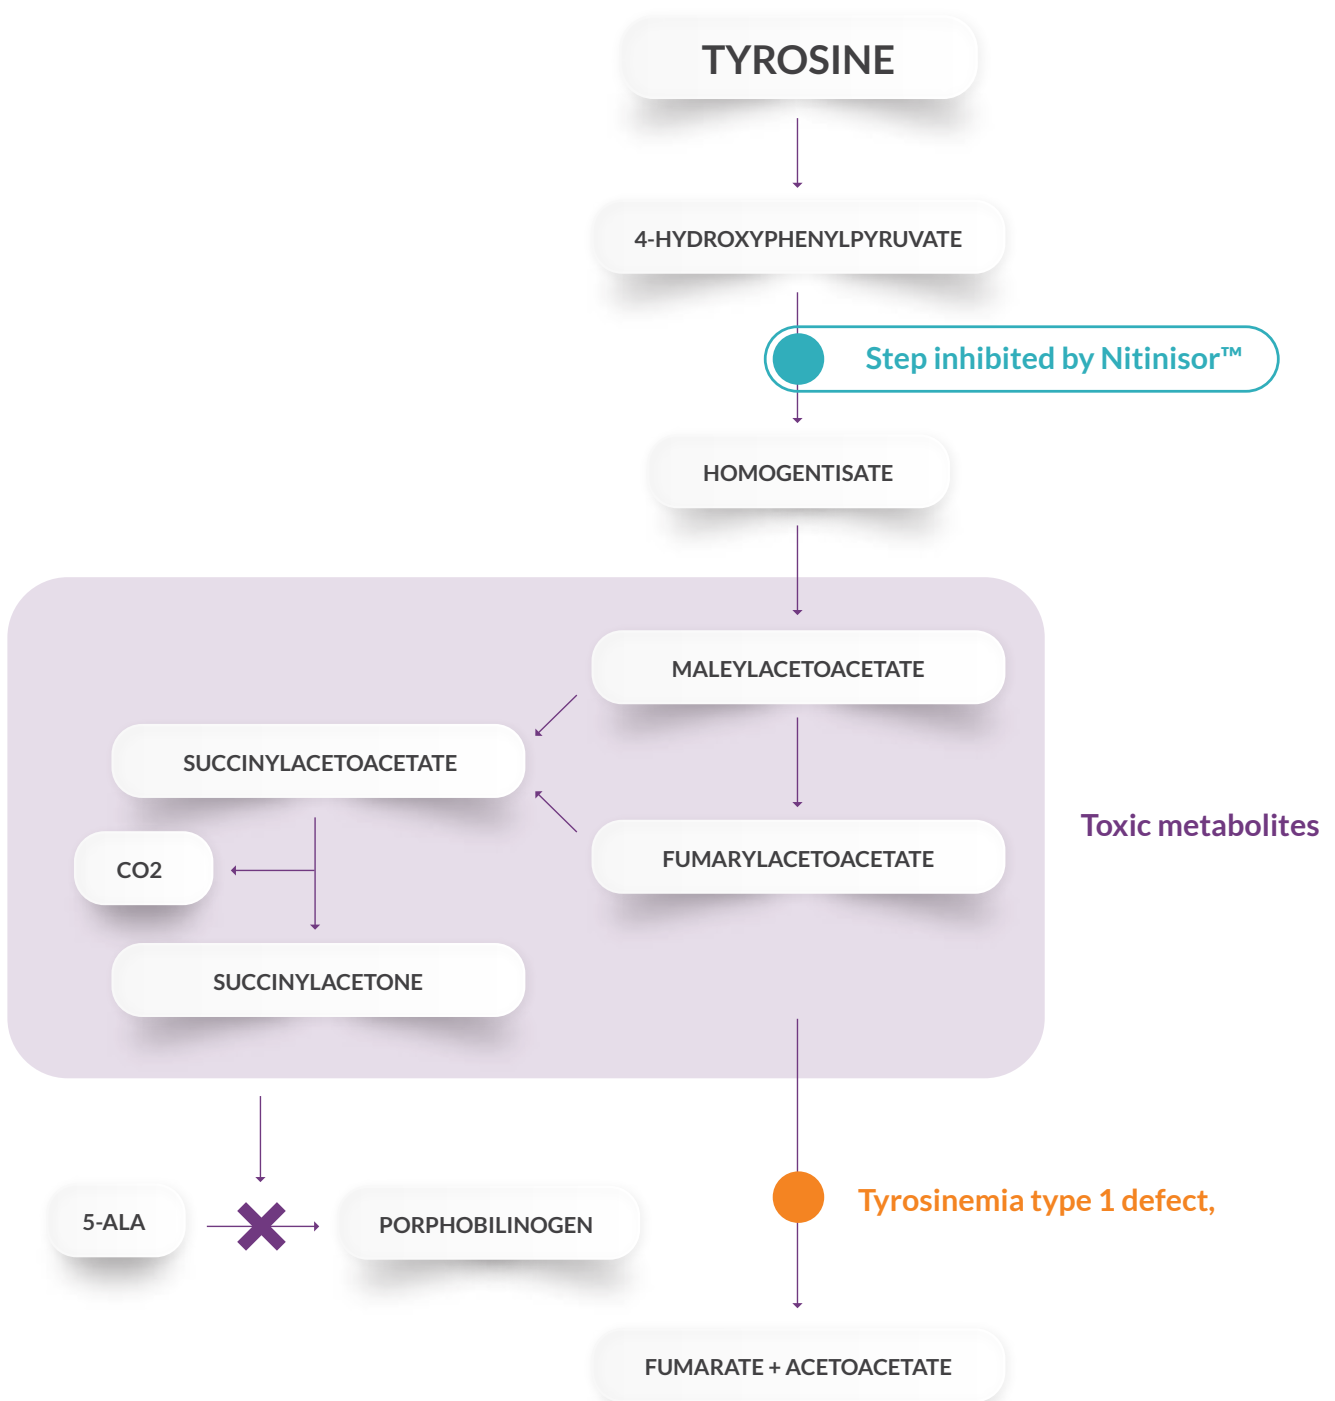 TYROSINE
4-HYDROXYPHENYLPYRUVATE
Step inhibited by Nitinisor™
HOMOGENTISATE
MALEYLACETOACETATE
SUCCINYLACETOACETATE
Toxic metabolites
FUMARYLACETOACETATE
CO2
SUCCINYLACETONE
Tyrosinemia type 1 defect,
5-ALA
PORPHOBILINOGEN
FUMARATE + ACETOACETATE